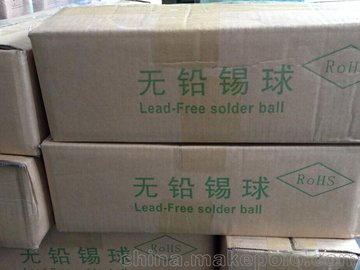 无铅锡球
RoHS
Lead-Free solder ball
无铅锡球
RoHS
Lead-Free solder ball
无铅锡球
RoHS
china.makepolo.com